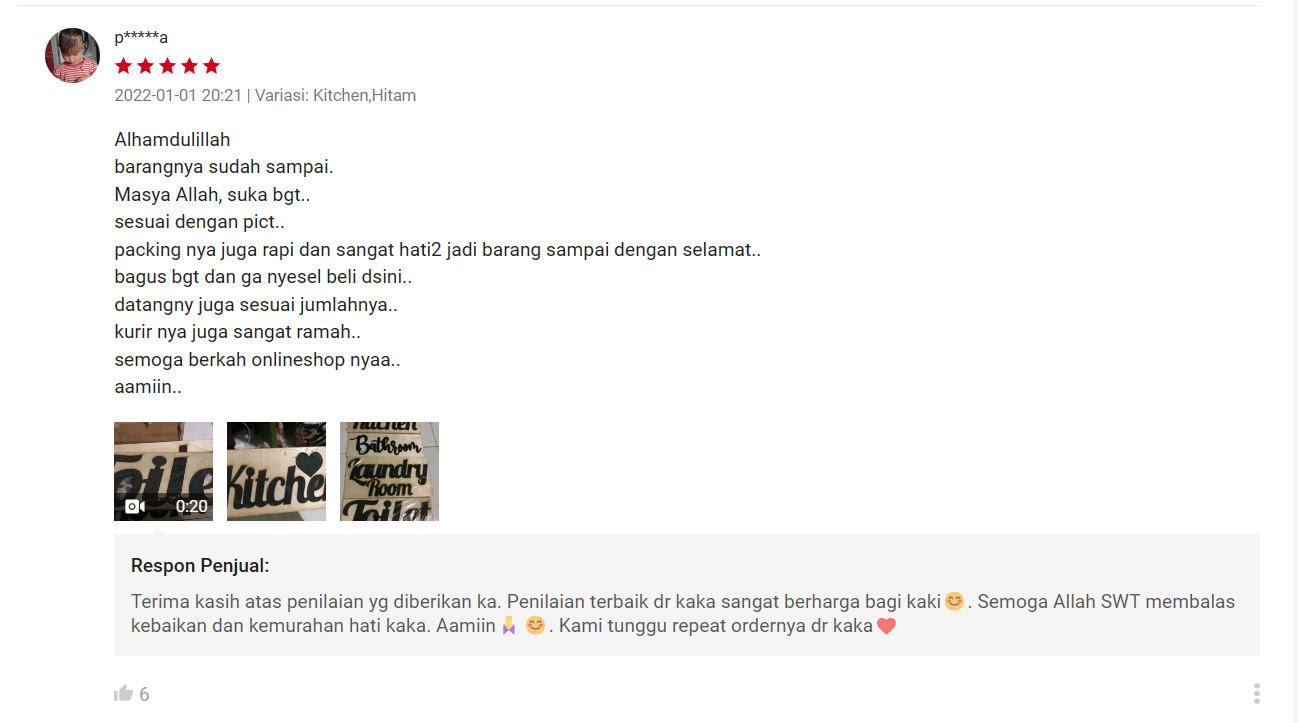 p*****a
2022-01-01 20:21 | Variasi: Kitchen,Hitam
Alhamdulillah
barangnya sudah sampai.
Masya Allah, suka bgt..
sesuai dengan pict..
packing nya juga rapi dan sangat hati2 jadi barang sampai dengan selamat..
bagus bgt dan ga nyesel beli dsini..
datangny juga sesuai jumlahnya..
kurir nya juga sangat ramah..
semoga berkah onlineshop nyaa..
aamiin..
Toilet
0:20
Kitche
Kitchen
Bathroom
Laundry
Room
Toilet
Respon Penjual:
Terima kasih atas penilaian yg diberikan ka. Penilaian terbaik dr kaka sangat berharga bagi kaki😊. Semoga Allah SWT membalas
kebaikan dan kemurahan hati kaka. Aamiin 🙏 😊. Kami tunggu repeat ordernya dr kaka❤️
6